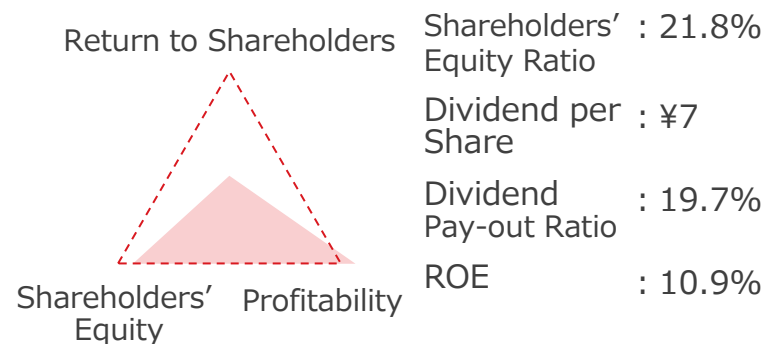 Return to Shareholders
Shareholders’
Equity
Profitability
Shareholders’ : 21.8%
Equity Ratio
Dividend per : ¥7
Share
Dividend : 19.7%
Pay-out Ratio
ROE : 10.9%